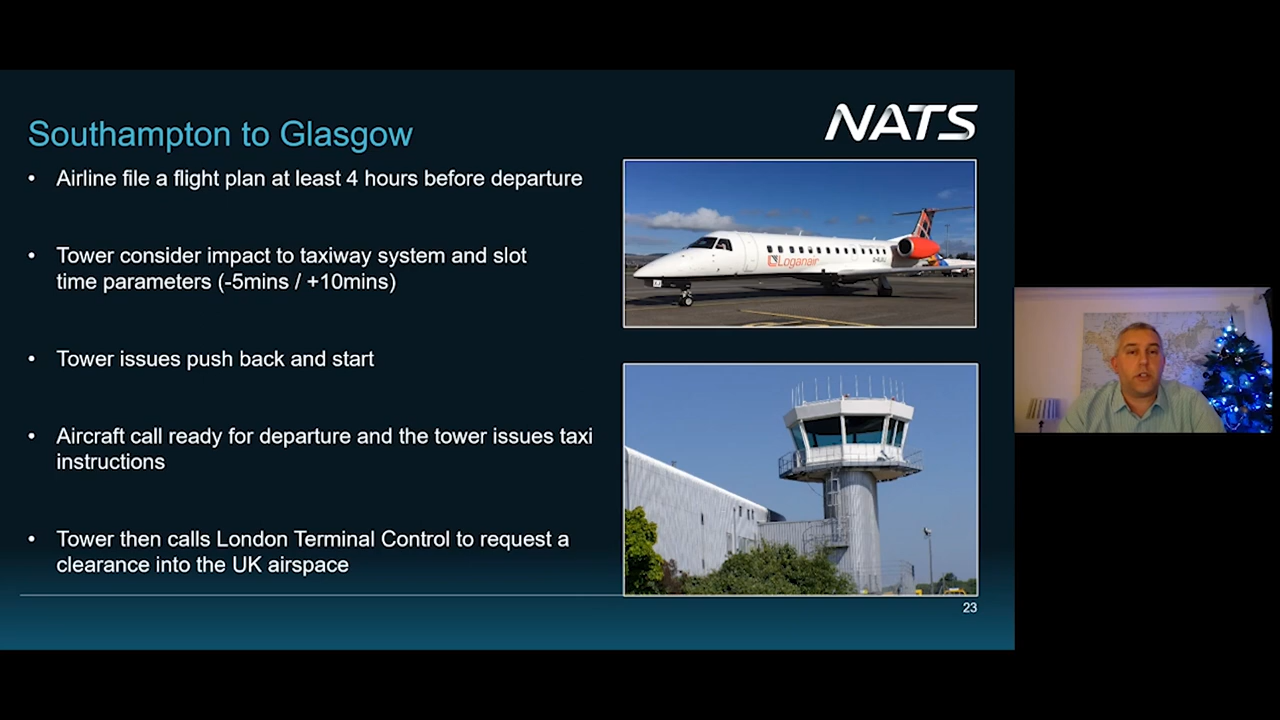 Southampton to Glasgow
NATS
• Airline file a flight plan at least 4 hours before departure
• Tower consider impact to taxiway system and slot
time parameters (-5mins / +10mins)
• Tower issues push back and start
• Aircraft call ready for departure and the tower issues taxi
instructions
• Tower then calls London Terminal Control to request a
clearance into the UK airspace
Loganair
23